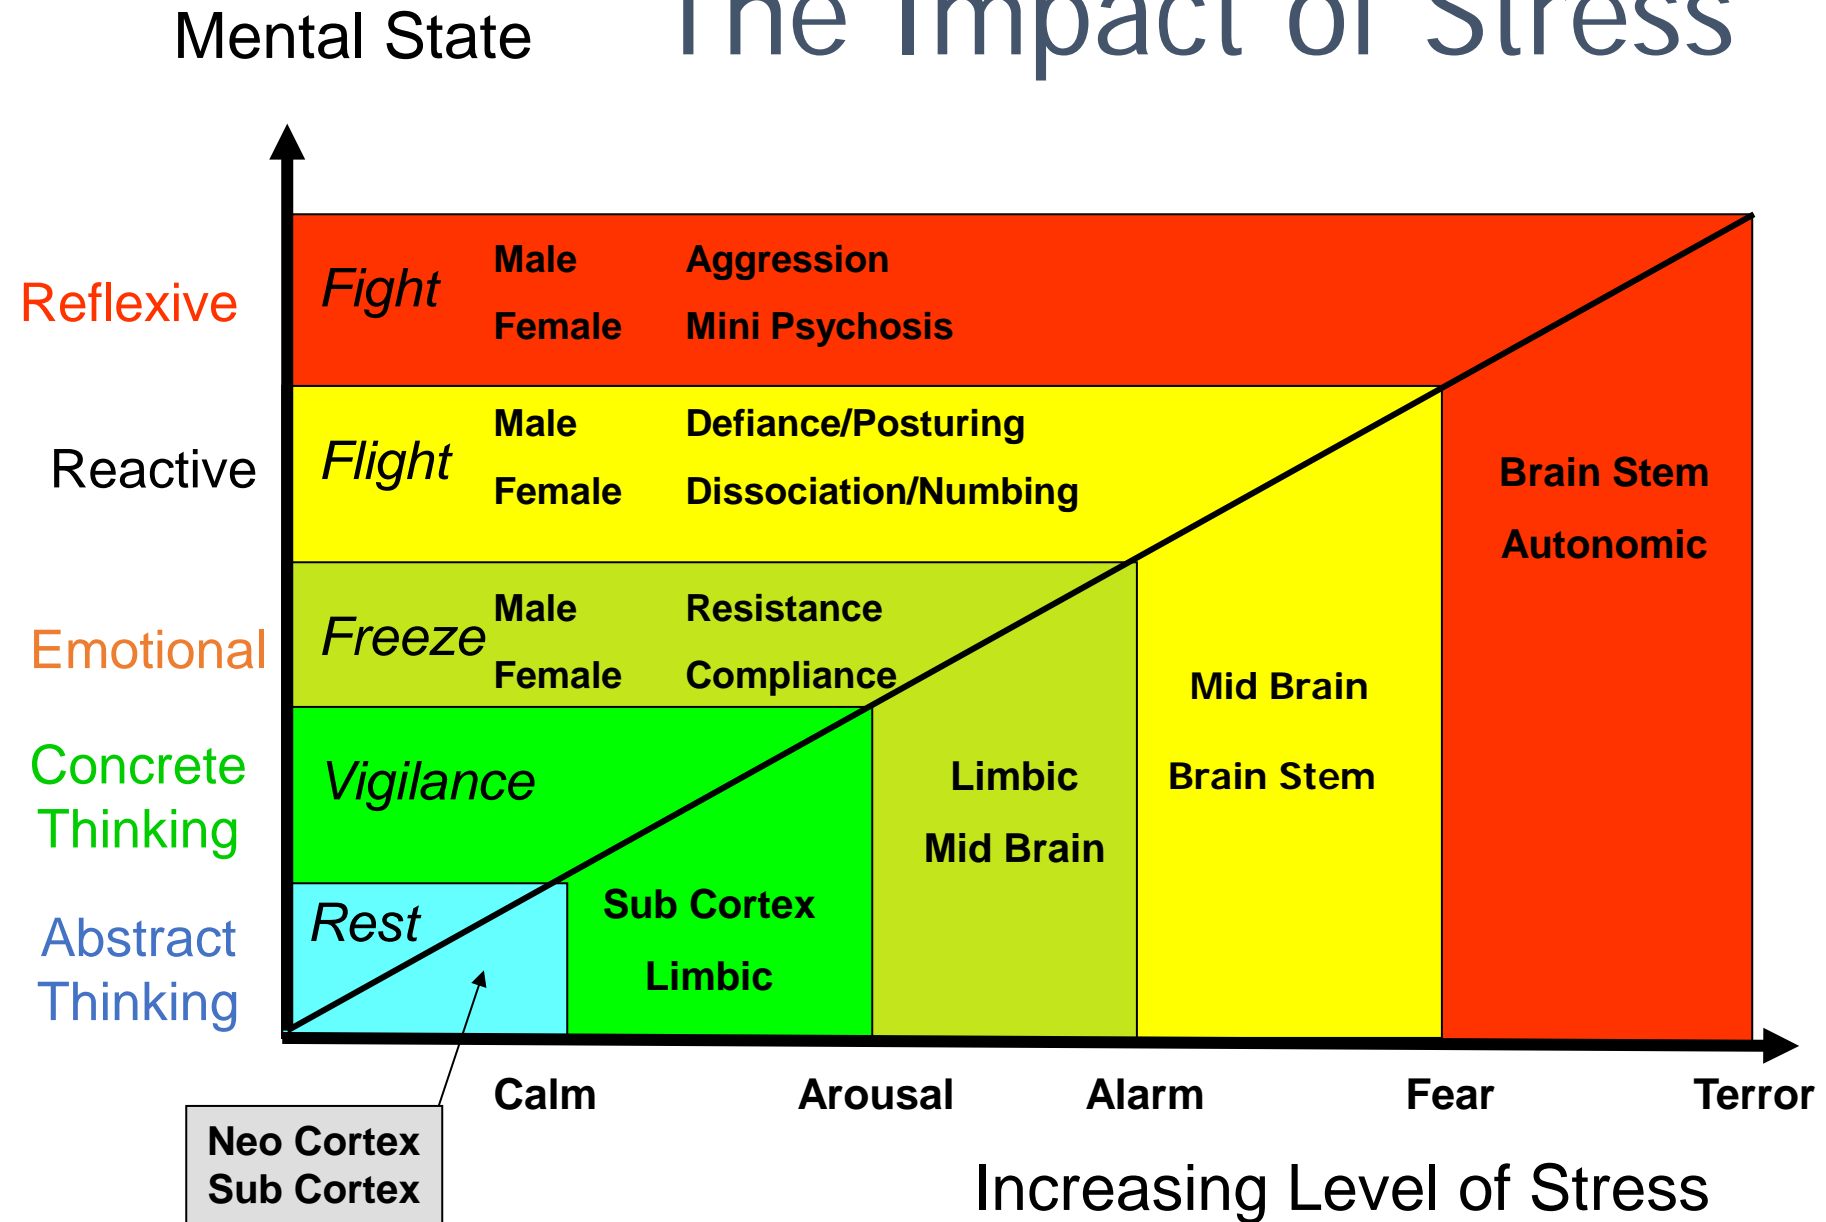 Mental State
The Impact of Stress
Reflexive
Fight
Male Aggression
Female Mini Psychosis
Reactive
Flight
Male Defiance/Posturing
Female Dissociation/Numbing
Brain Stem
Autonomic
Emotional
Freeze
Male Resistance
Female Compliance
Mid Brain
Brain Stem
Concrete
Thinking
Vigilance
Limbic
Mid Brain
Abstract
Thinking
Rest
Sub Cortex
Limbic
Calm Arousal Alarm Fear Terror
Neo Cortex
Sub Cortex
Increasing Level of Stress